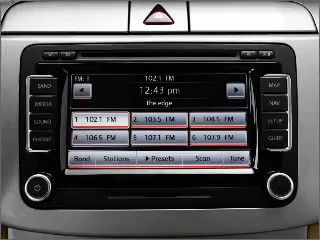 FM: 1 102.1 FM
12:43 pm
the edge
1 102.1 FM 2 103.5 FM 3 104.5 FM
4 106.5 FM 5 107.1 FM 6 107.9 FM
Band Stations Presets Scan Tune
BAND
MEDIA
SOUND
PHONE
MAP
NAV
SETUP
GUIDE